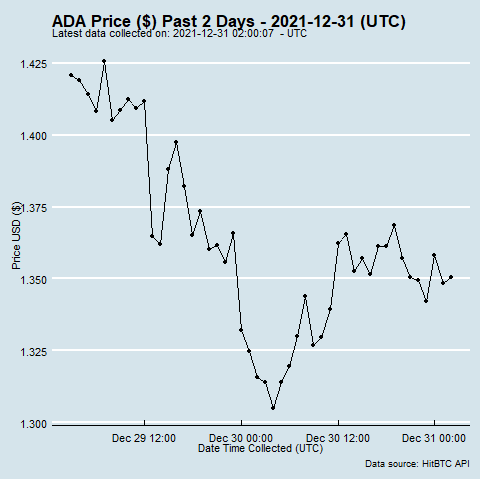 ADA Price ($) Past 2 Days - 2021-12-31 (UTC)
Latest data collected on: 2021-12-31 02:00:07 - UTC
1.425
1.400
1.375
1.350
1.325
1.300
Price USD ($)
Dec 29 12:00
Dec 30 00:00
Dec 30 12:00
Dec 31 00:00
Date Time Collected (UTC)
Data source: HitBTC API